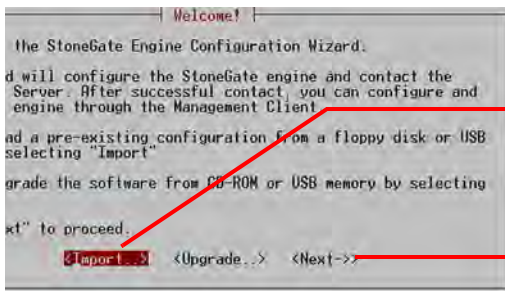 Welcome!
the StoneGate Engine Configuration Wizard.
d will configure the StoneGate engine and contact the
Server. After successful contact, you can configure and
engine through the Management Client
ad a pre-existing configuration from a floppy disk or USB
selecting "Import"
grade the software from CD-ROM or USB memory by selecting
xt" to proceed.
<Import..> <Upgrade..> <Next->>